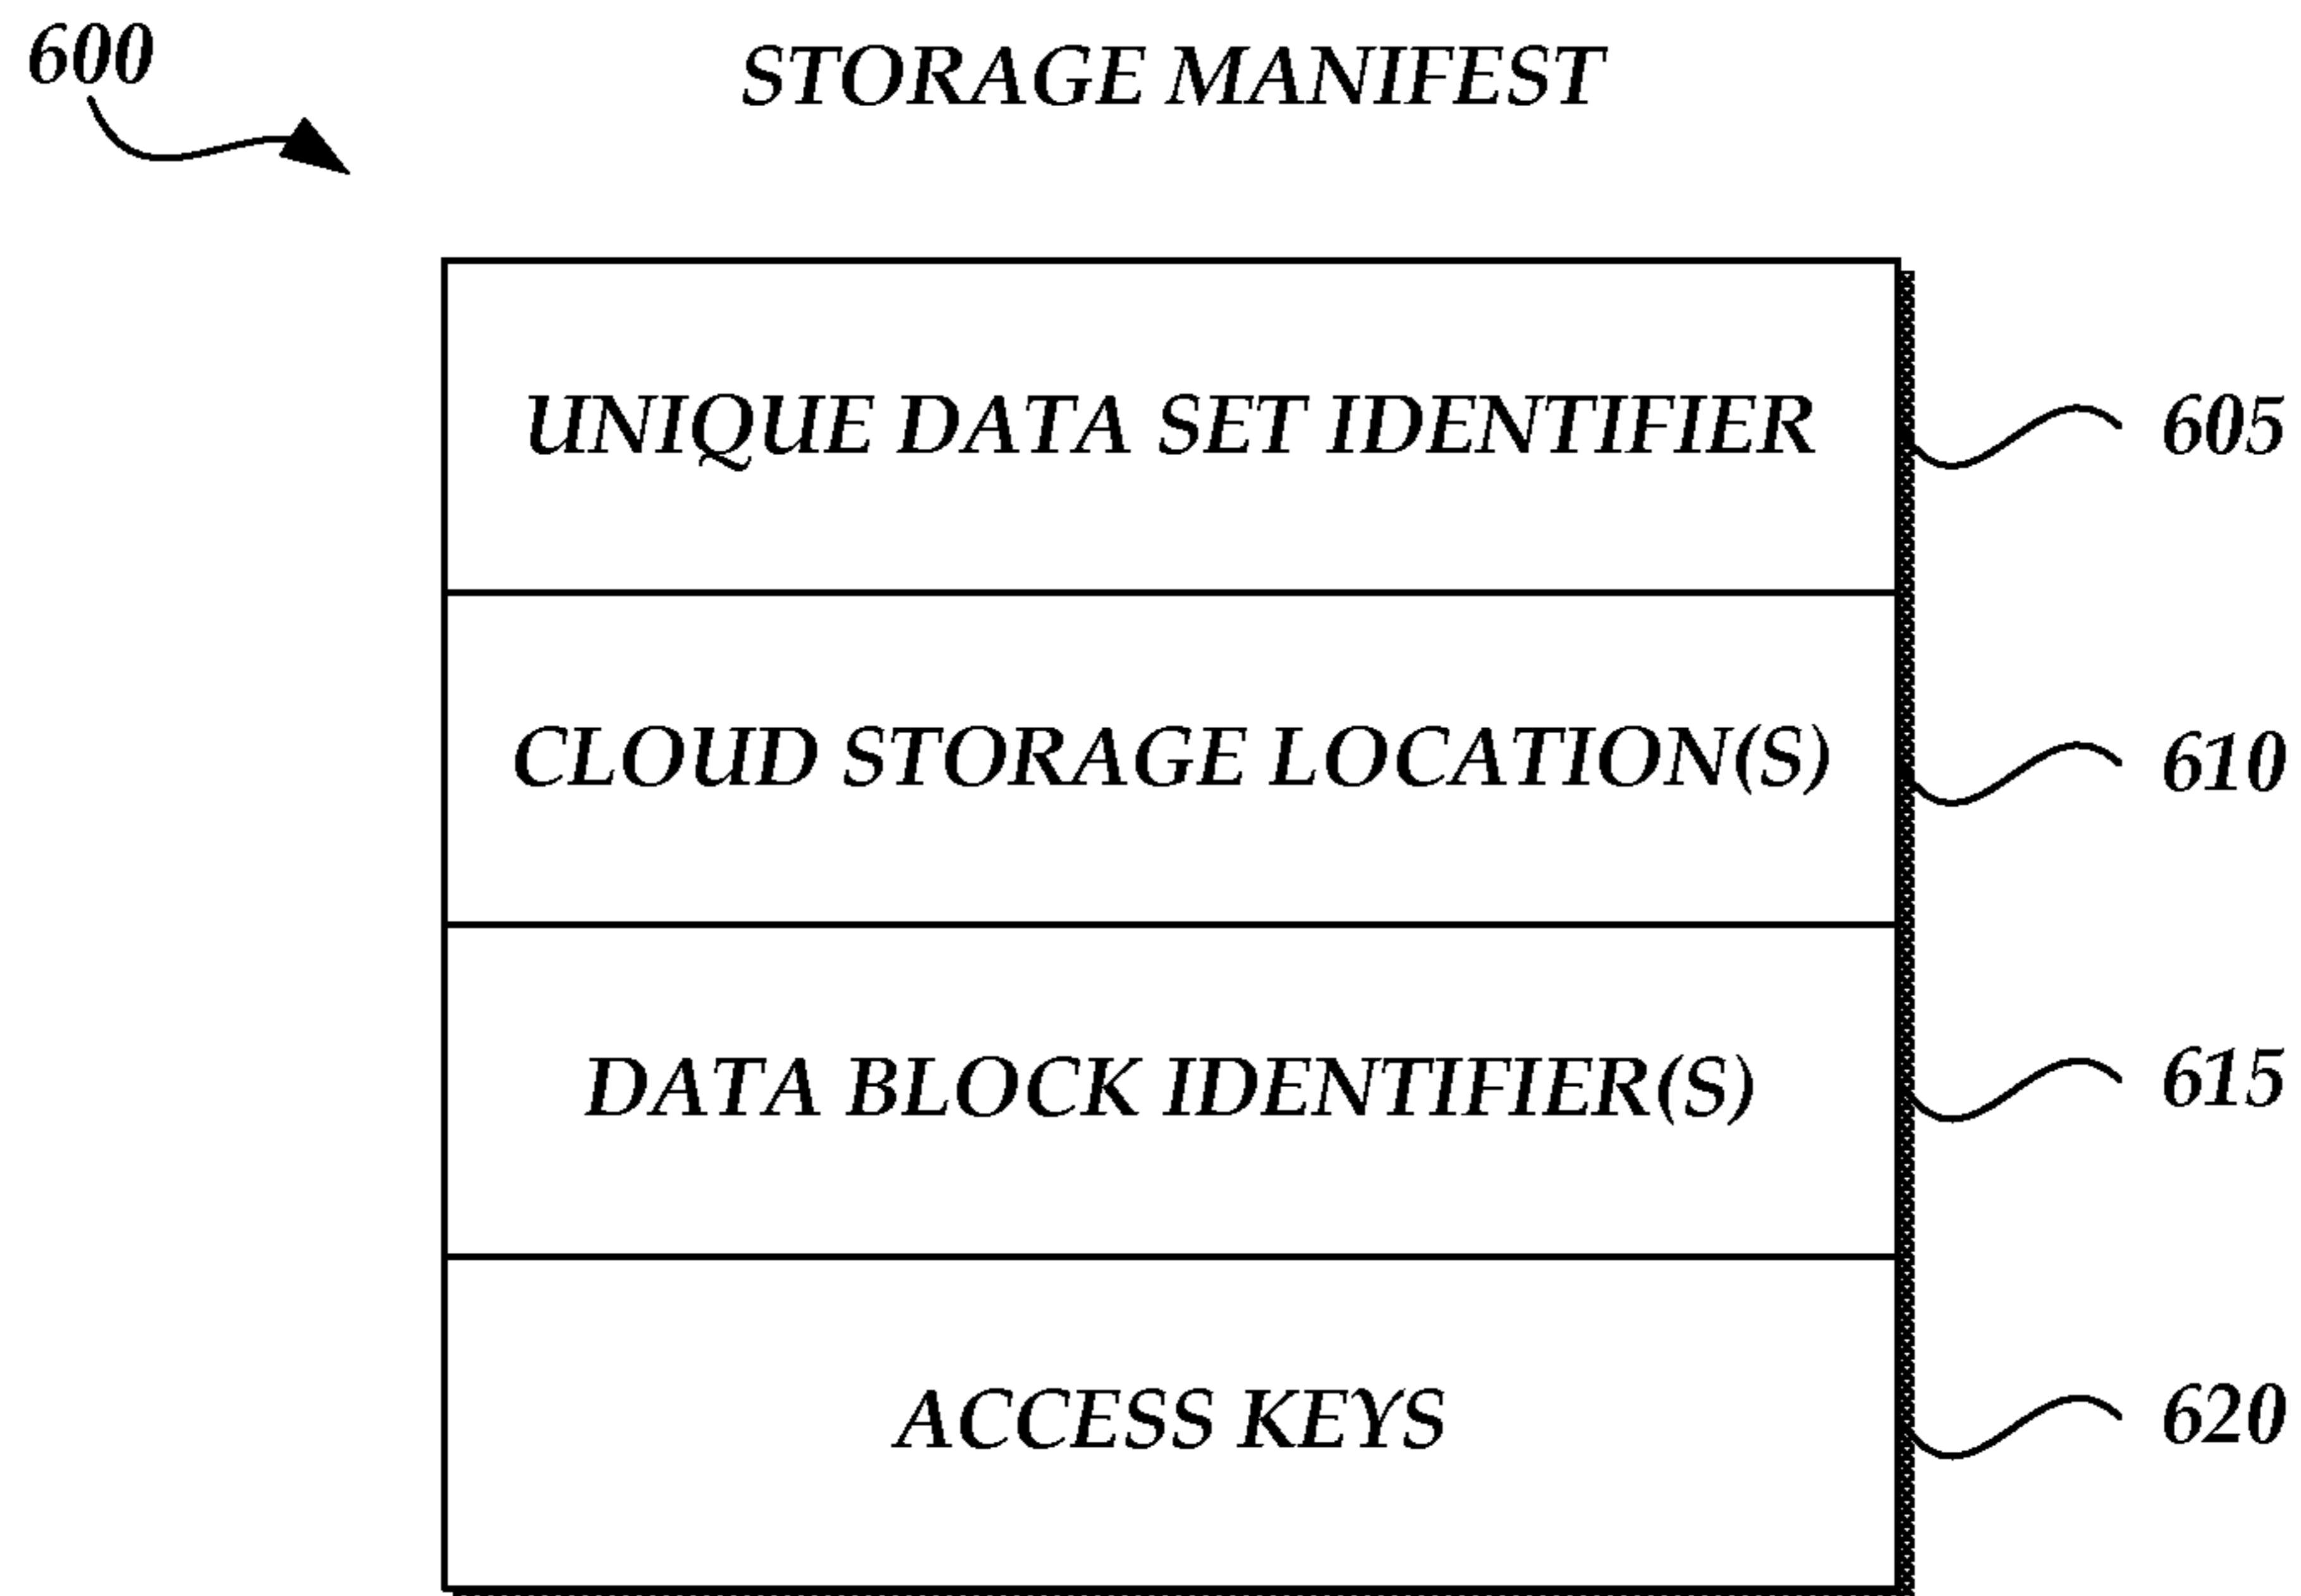 600
STORAGE MANIFEST
UNIQUE DATA SET IDENTIFIER 605
CLOUD STORAGE LOCATION(S) 610
DATA BLOCK IDENTIFIER(S) 615
ACCESS KEYS 620